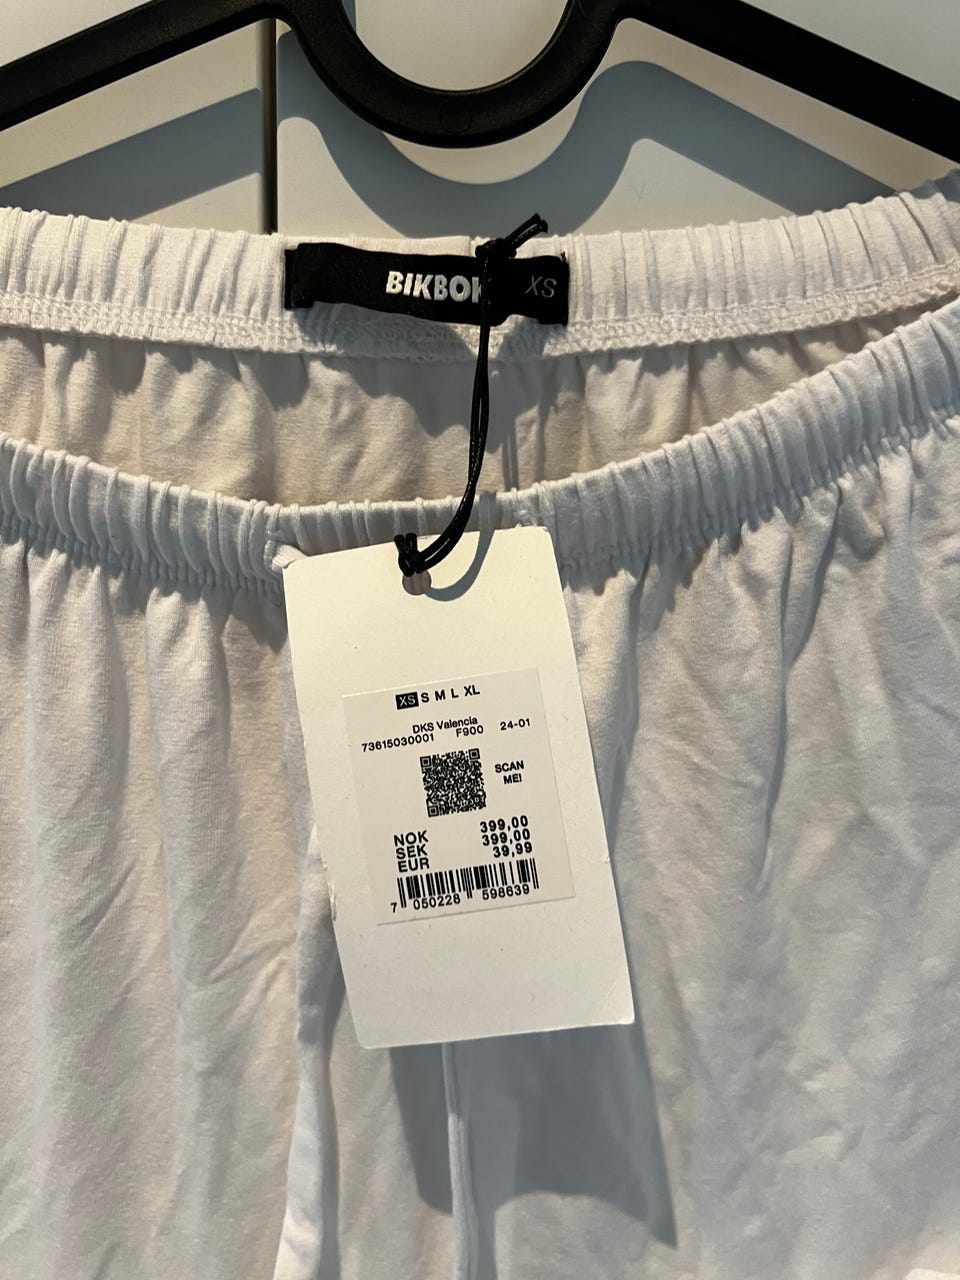 BIKBOK XS
XS S M L XL
DKS Valencia
73615030001 F900 24-01
SCAN
ME!
NOK 399,00
SEK 399,00
EUR 39,99
7 050228 598639